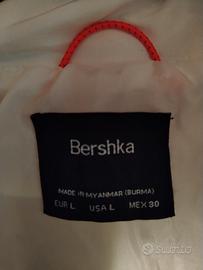 Bershka
MADE IN MYANMAR (BURMA)
EUR L USA L MEX 30
subito